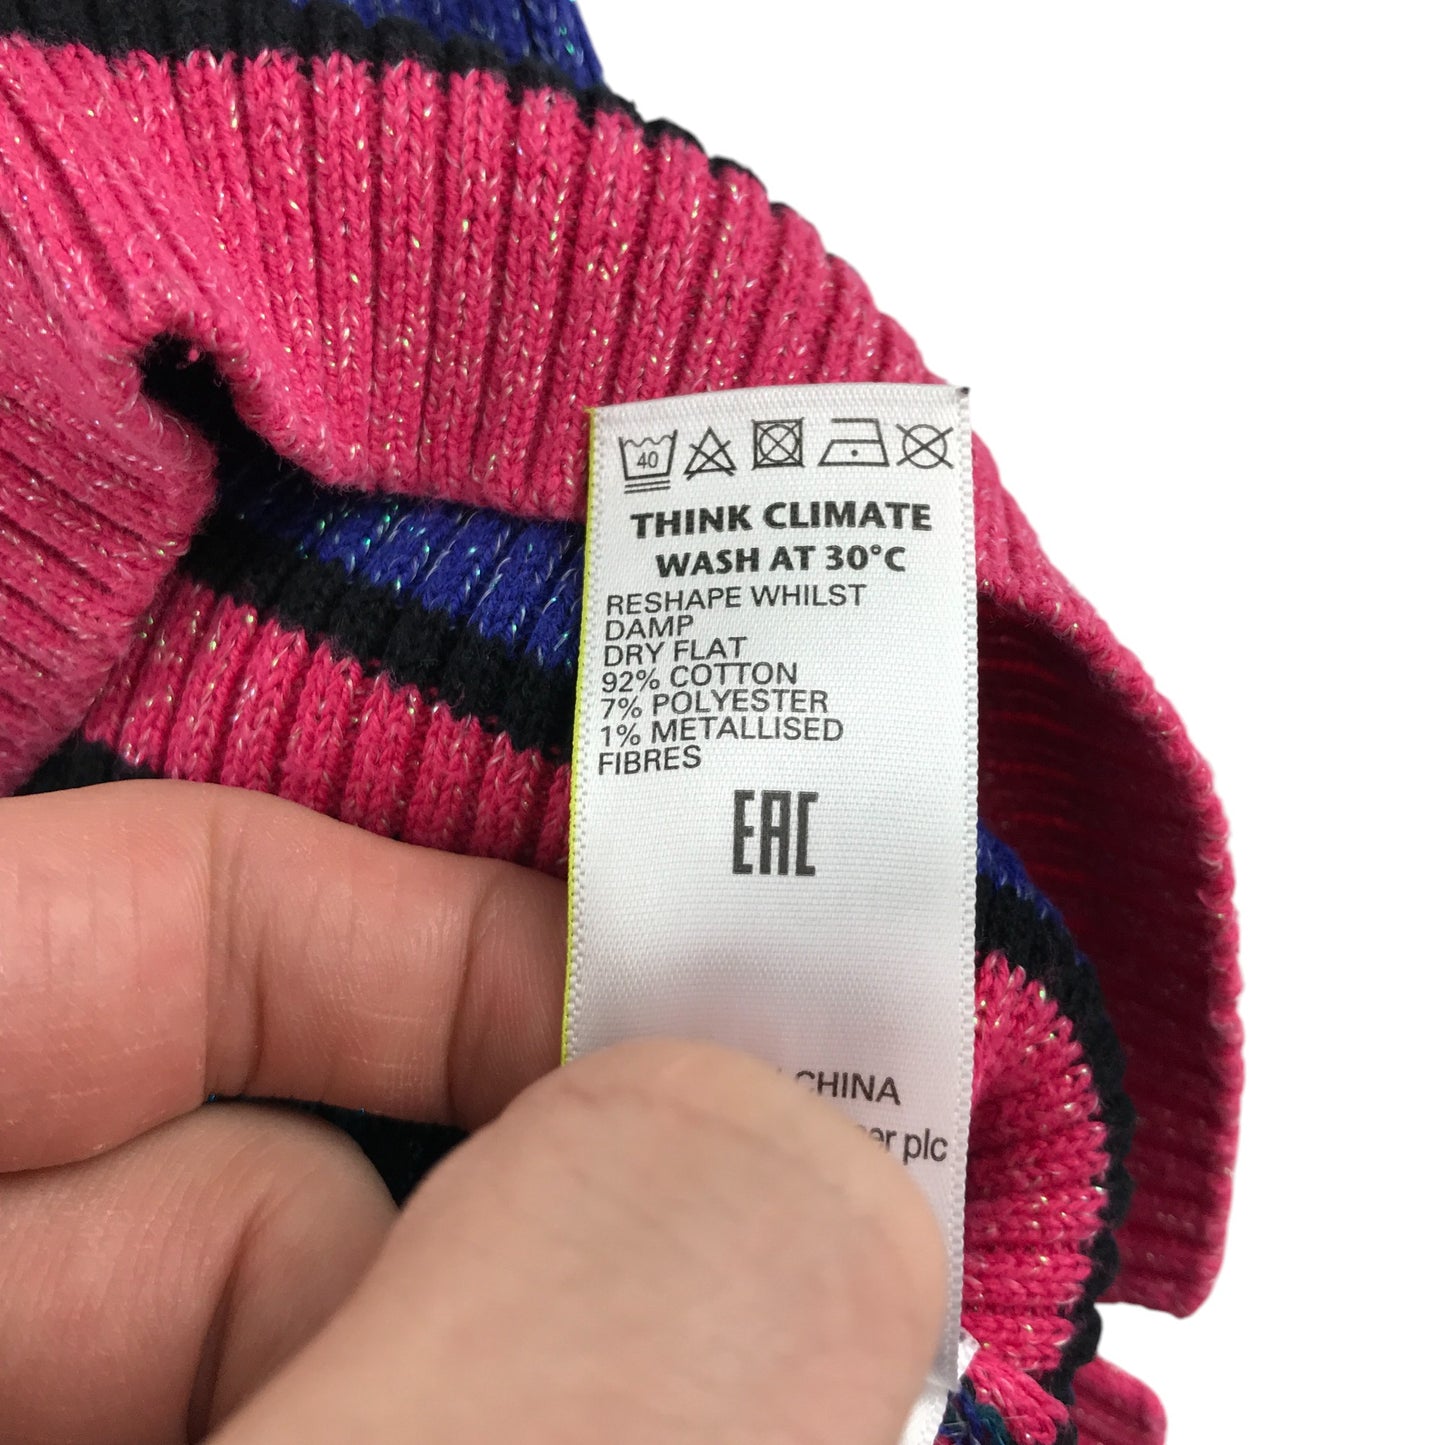 40
THINK CLIMATE
WASH AT 30°C
RESHAPE WHILST
DAMP
DRY FLAT
92% COTTON
7% POLYESTER
1% METALLISED
FIBRES
EAC
CHINA
plc